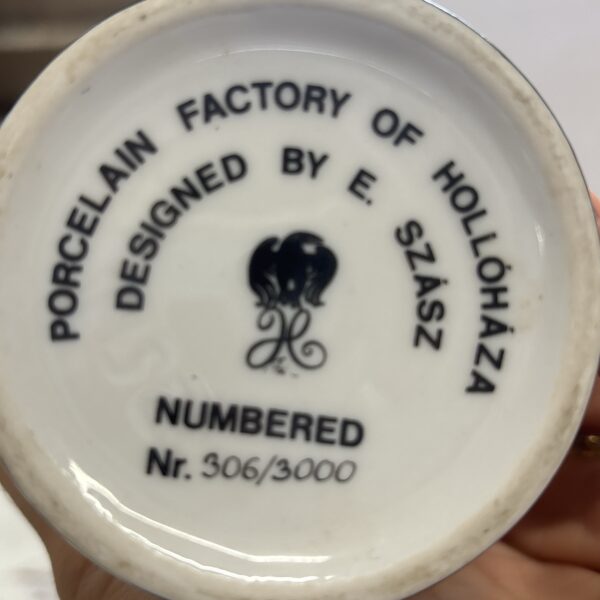 PORCELAIN FACTORY OF HOLLÓHÁZA
DESIGNED BY E. SZÁSZ
H
NUMBERED
Nr. 306/3000